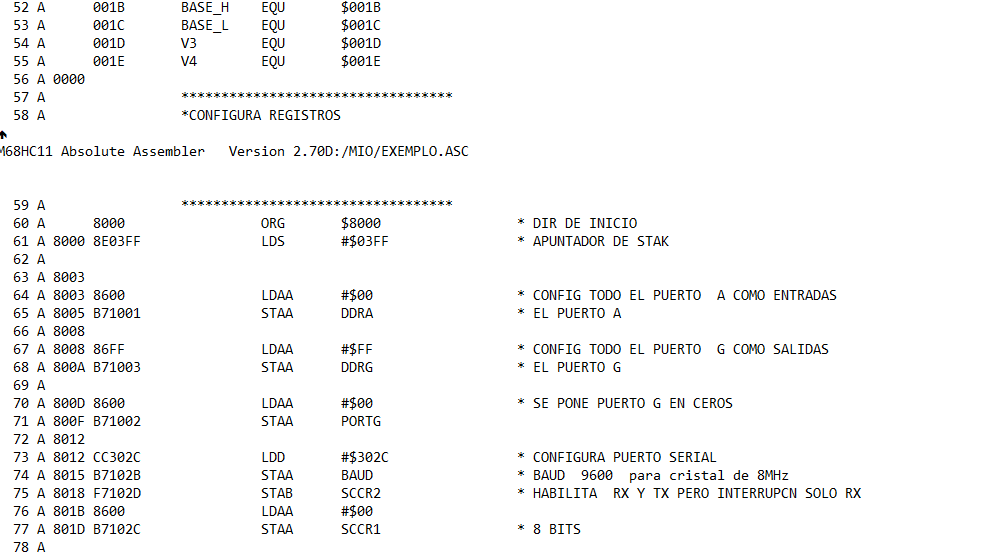 52 A      001B       BASE_H    EQU       $001B
53 A      001C       BASE_L    EQU       $001C
54 A      001D       V3        EQU       $001D
55 A      001E       V4        EQU       $001E
56 A 0000
57 A                 **********************************
58 A                 *CONFIGURA REGISTROS
M68HC11 Absolute Assembler   Version 2.70D:/MIO/EXEMPLO.ASC
59 A                 **********************************
60 A      8000                 ORG       $8000                 * DIR DE INICIO
61 A 8000 8E03FF               LDS       #$03FF                * APUNTADOR DE STAK
62 A
63 A 8003
64 A 8003 8600                 LDAA      #$00                  * CONFIG TODO EL PUERTO  A COMO ENTRADAS
65 A 8005 B71001               STAA      DDRA                  * EL PUERTO A
66 A 8008
67 A 8008 86FF                 LDAA      #$FF                  * CONFIG TODO EL PUERTO  G COMO SALIDAS
68 A 800A B71003               STAA      DDRG                  * EL PUERTO G
69 A
70 A 800D 8600                 LDAA      #$00                  * SE PONE PUERTO G EN CEROS
71 A 800F B71002               STAA      PORTG
72 A 8012
73 A 8012 CC302C               LDD       #$302C                * CONFIGURA PUERTO SERIAL
74 A 8015 B7102B               STAA      BAUD                  * BAUD  9600  para cristal de 8MHz
75 A 8018 F7102D               STAB      SCCR2                 * HABILITA  RX Y TX PERO INTERRUPCN SOLO RX
76 A 801B 8600                 LDAA      #$00
77 A 801D B7102C               STAA      SCCR1                 * 8 BITS
78 A